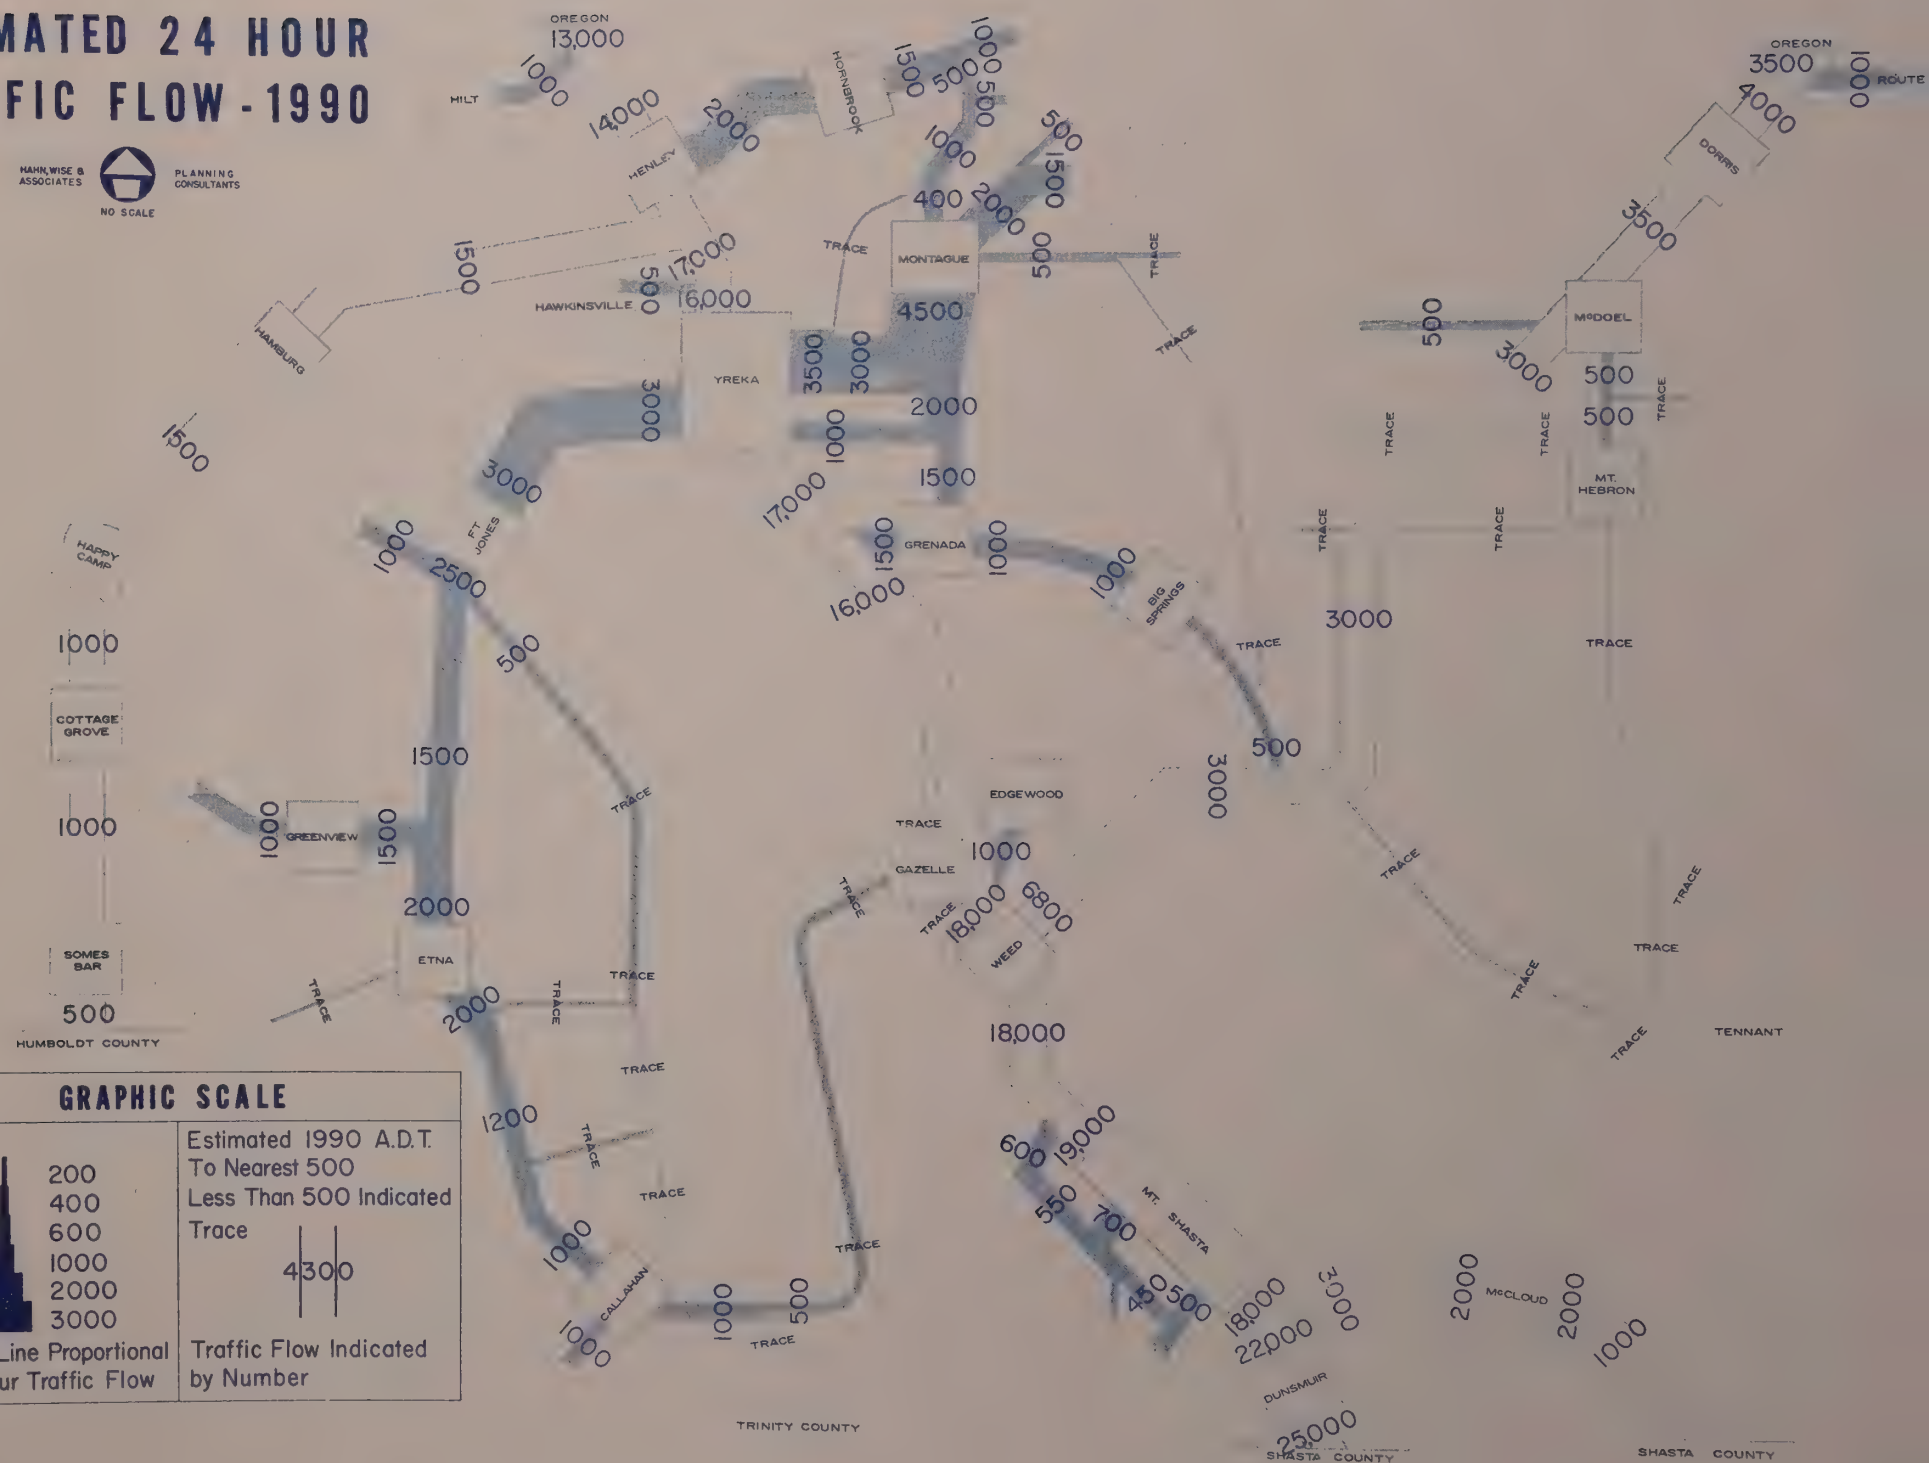 MATED 24 HOUR
FIC FLOW - 1990
HAHN, WISE &
ASSOCIATES
PLANNING
CONSULTANTS
NO SCALE
OREGON
13,000
1000
HILT
14,000
2000
HORNBROOK
HENLEY
1500
500
1000
500
1000
500
1500
2000
400
MONTAGUE
TRACE
500
TRACE
TRACE
4500
1500
17,000
500
16,000
HAWKINSVILLE
HAMBURG
1500
YREKA
3500
3000
3000
3000
2000
1000
1500
17,000
OREGON
3500
1000
ROUTE
4000
DORRIS
3500
MCDOEL
500
3000
500
500
TRACE
TRACE
TRACE
MT.
HEBRON
TRACE
TRACE
TRACE
3000
FT
JONES
1000
2500
500
1500
GRENADA
1000
1000
16,000
BIG
SPRINGS
TRACE
500
3000
HAPPY
CAMP
1000
COTTAGE
GROVE
1000
SOMES
BAR
500
HUMBOLDT COUNTY
1500
TRACE
1000
GREENVIEW
1500
2000
ETNA
TRACE
2000
TRACE
TRACE
TRACE
1200
TRACE
TRACE
1000
CALLAHAN
1000
1000
500
TRACE
TRACE
TRACE
EDGEWOOD
TRACE
1000
GAZELLE
TRACE
18,000
6800
WEED
18,000
TRACE
TRACE
TRACE
TRACE
TRACE
TENNANT
600
19,000
550
700
MT. SHASTA
450
500
18,000
3000
22,000
DUNSMUIR
25,000
SHASTA COUNTY
2000
McCLOUD
2000
1000
SHASTA COUNTY
TRINITY COUNTY
GRAPHIC SCALE
200
400
600
1000
2000
3000
Line Proportional
ur Traffic Flow
Estimated 1990 A.D.T.
To Nearest 500
Less Than 500 Indicated
Trace
4300
Traffic Flow Indicated
by Number